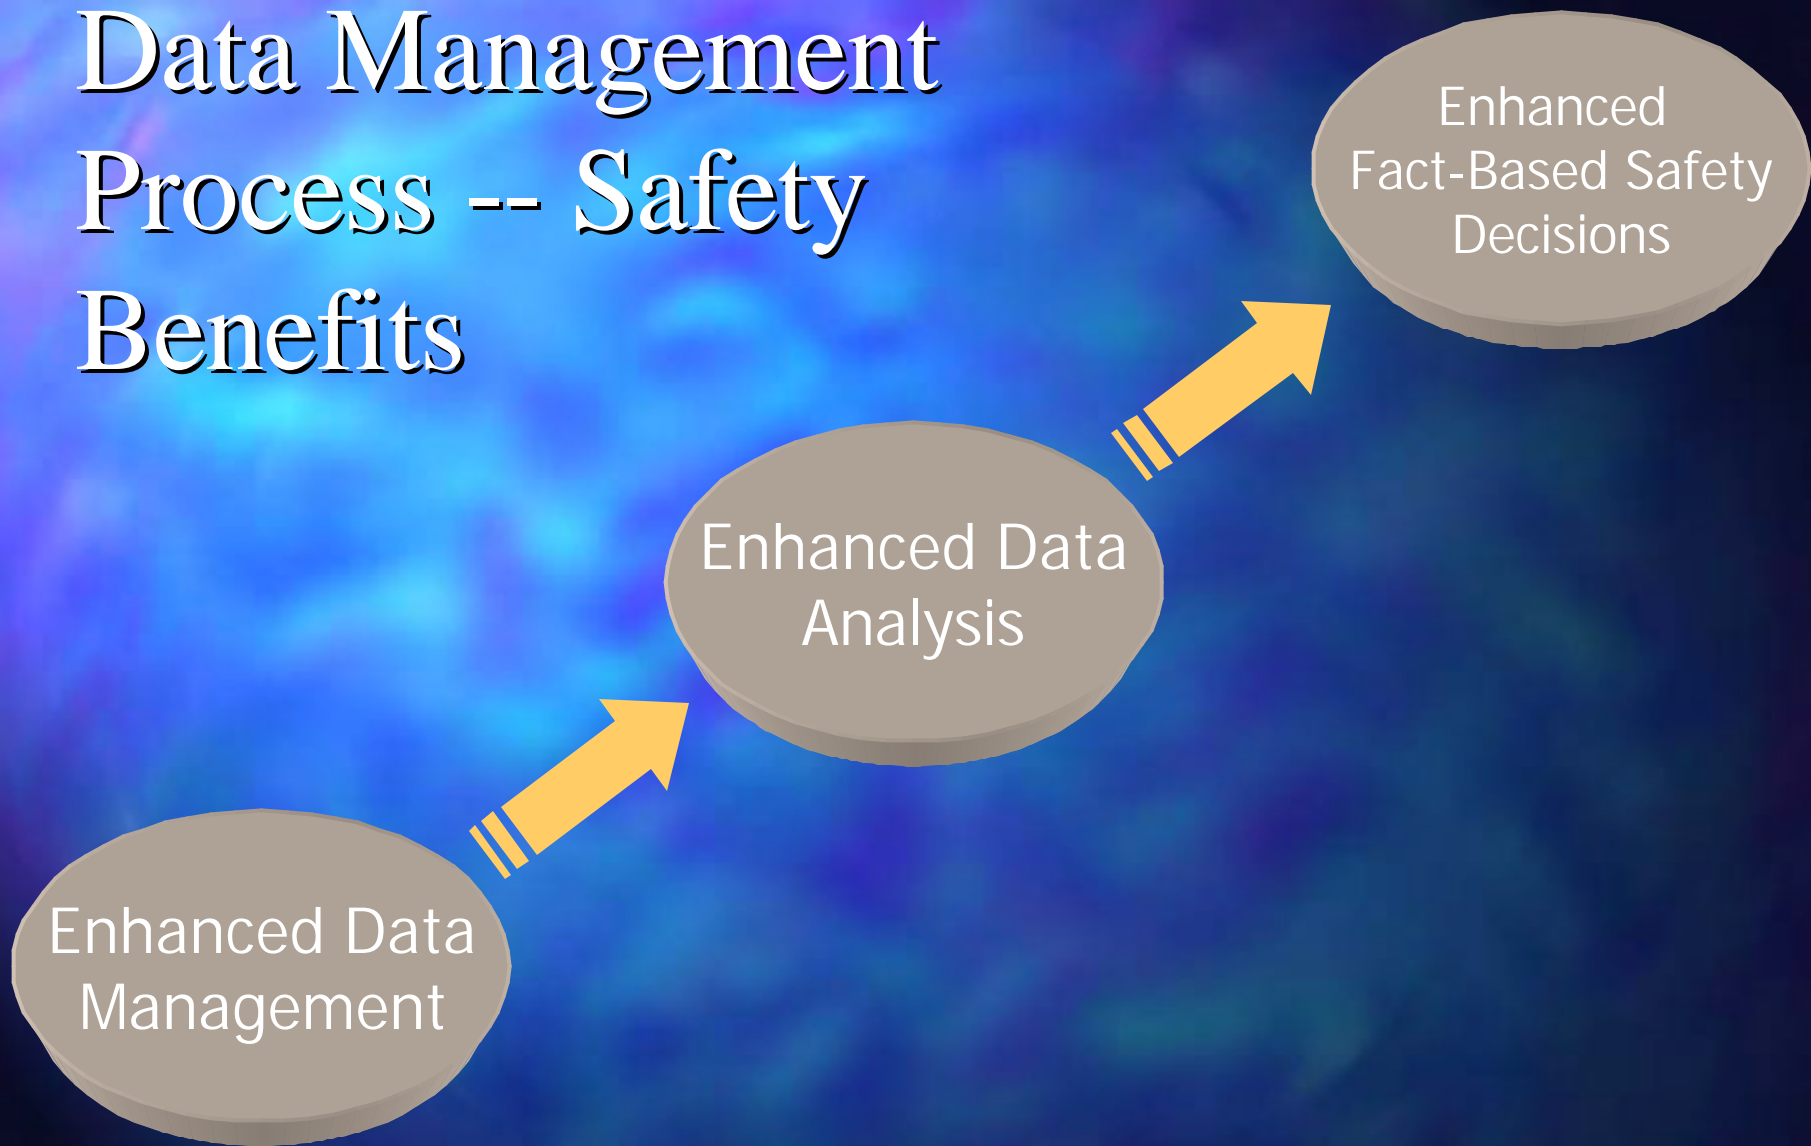 Data Management
Process -- Safety
Benefits
Enhanced
Fact-Based Safety
Decisions
Enhanced Data
Analysis
Enhanced Data
Management